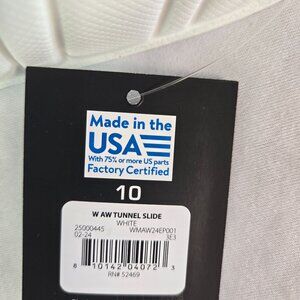 Made in the
USA
With 75% or more US parts
Factory Certified
10
W AW TUNNEL SLIDE
WHITE
25000445 WMAW24EP001
02-24 1E3
8 10142 04072 3
RN# 52469